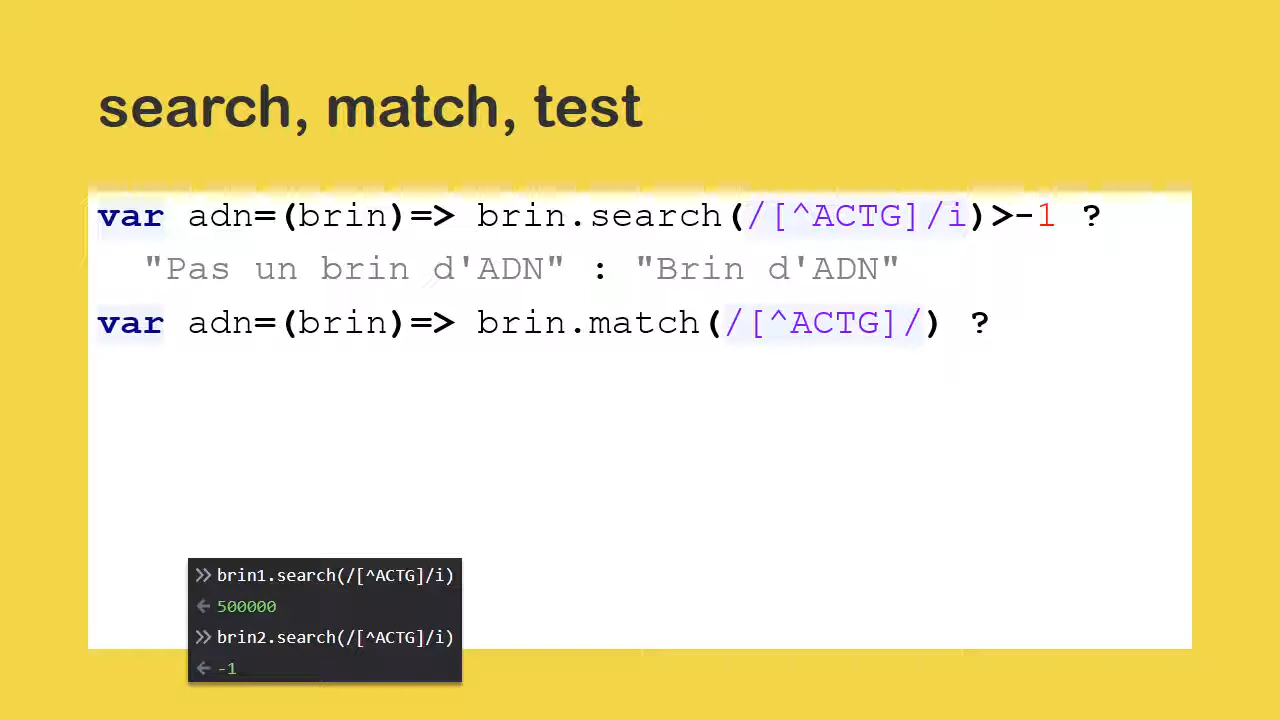 search, match, test
var adn=(brin)=> brin.search(/[^ACTG]/i)>-1 ?
"Pas un brin d'ADN" : "Brin d'ADN"
var adn=(brin)=> brin.match(/[^ACTG]/) ?
>> brin1.search(/[^ACTG]/i)
← 500000
>> brin2.search(/[^ACTG]/i)
← -1